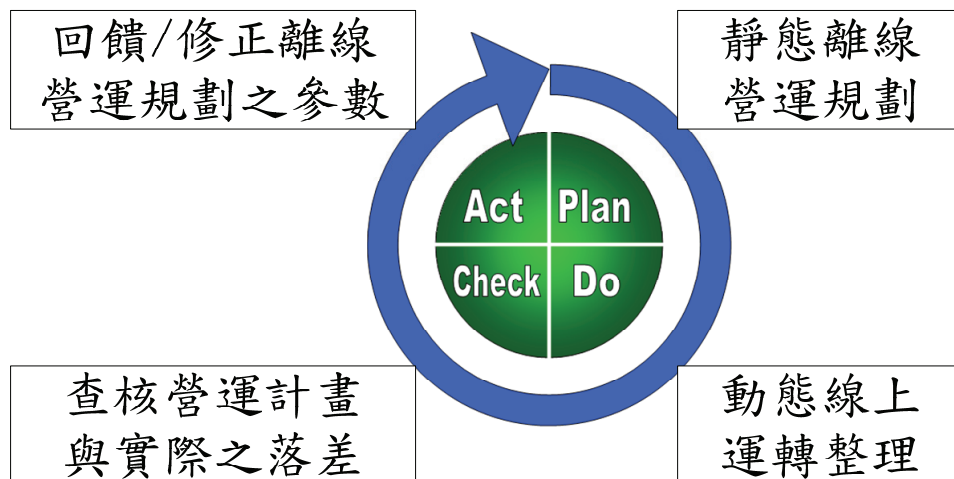 回饋/修正離線
營運規劃之參數
靜態離線
營運規劃
Act
Plan
Check
Do
查核營運計畫
與實際之落差
動態線上
運轉整理